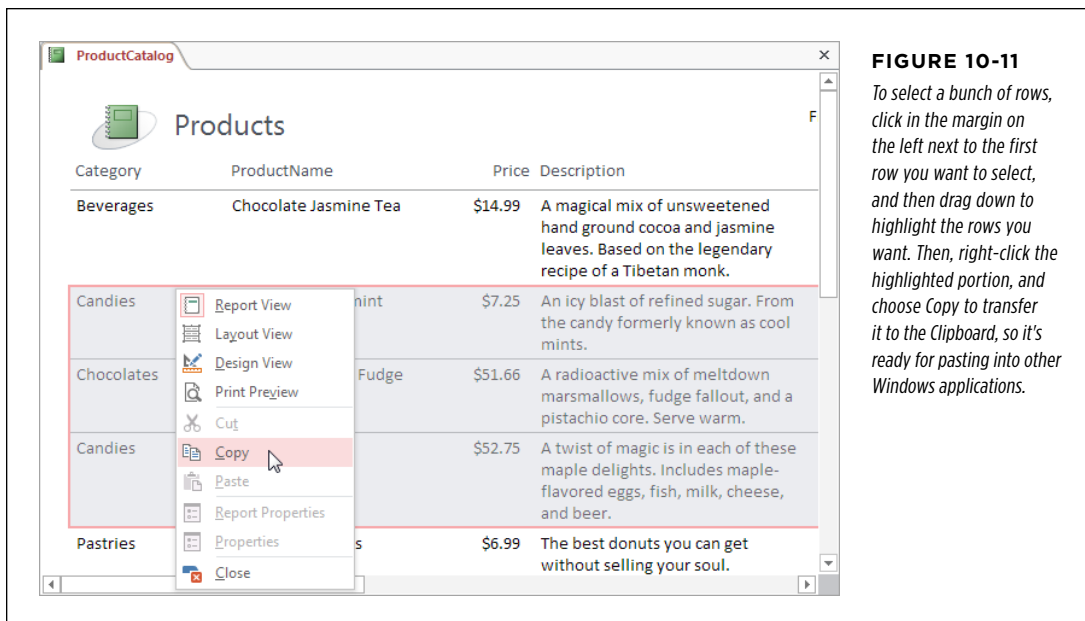 ProductCatalog
Products
F
Category ProductName Price Description
Beverages Chocolate Jasmine Tea $14.99 A magical mix of unsweetened
hand ground cocoa and jasmine
leaves. Based on the legendary
recipe of a Tibetan monk.
Candies mint $7.25 An icy blast of refined sugar. From
the candy formerly known as cool
mints.
Chocolates Fudge $51.66 A radioactive mix of meltdown
marsmallows, fudge fallout, and a
pistachio core. Serve warm.
Candies $52.75 A twist of magic is in each of these
maple delights. Includes maple-
flavored eggs, fish, milk, cheese,
and beer.
Pastries s $6.99 The best donuts you can get
without selling your soul.
Report View
Layout View
Design View
Print Preview
Cut
Copy
Paste
Report Properties
Properties
Close
FIGURE 10-11
To select a bunch of rows,
click in the margin on
the left next to the first
row you want to select,
and then drag down to
highlight the rows you
want. Then, right-click the
highlighted portion, and
choose Copy to transfer
it to the Clipboard, so it's
ready for pasting into other
Windows applications.